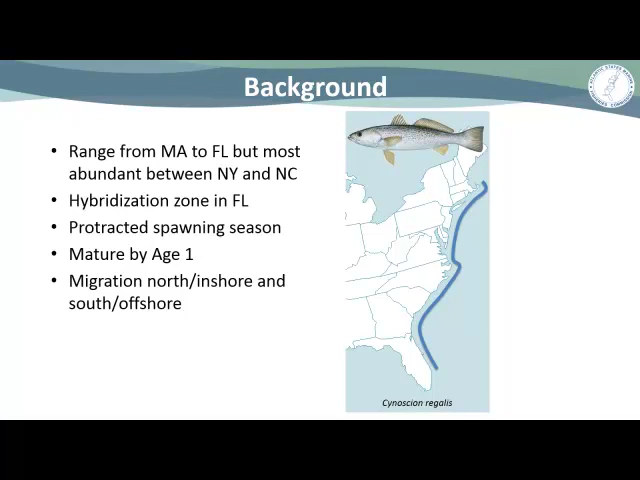 Background
• Range from MA to FL but most
abundant between NY and NC
• Hybridization zone in FL
• Protracted spawning season
• Mature by Age 1
• Migration north/inshore and
south/offshore
Cynoscion regalis